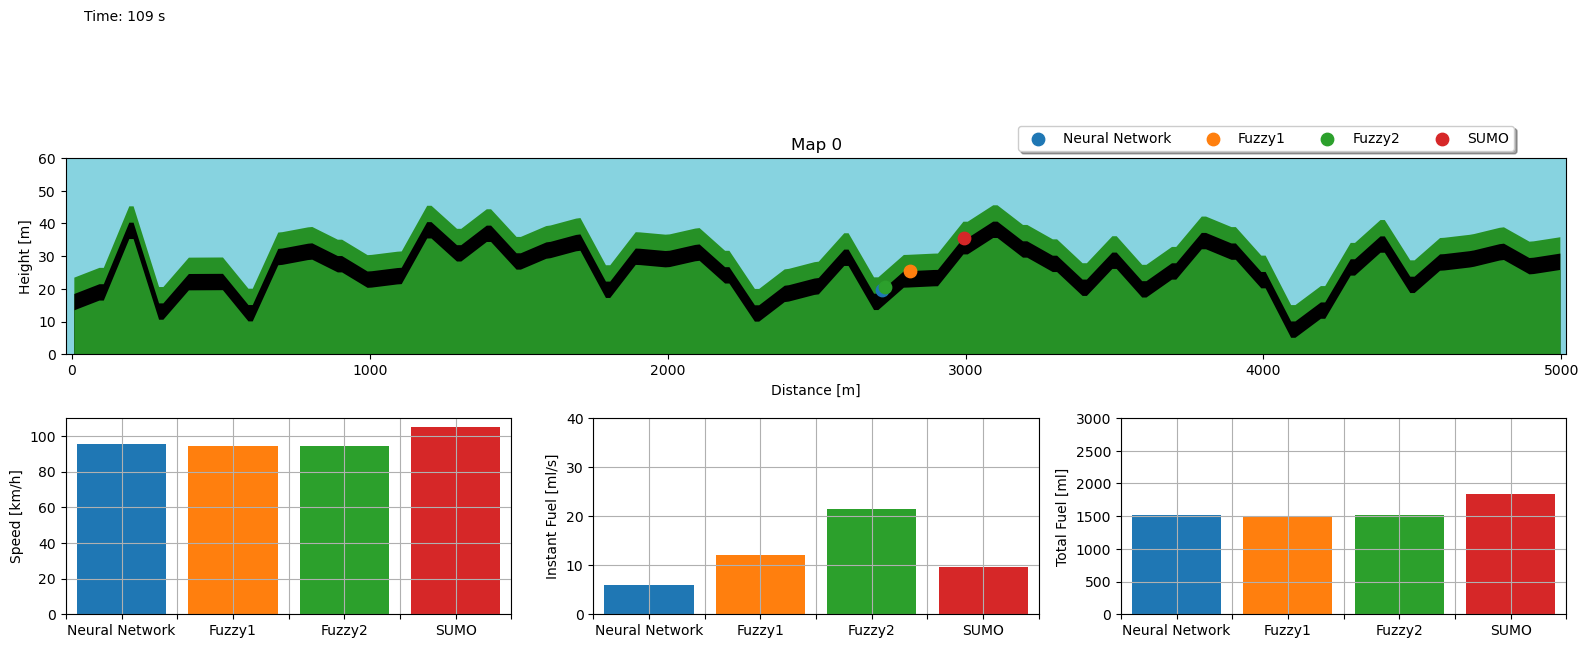 Time: 109 s
Map 0
Neural Network Fuzzy1 Fuzzy2 SUMO
Height [m]
60
50
40
30
20
10
0
0 1000 2000 3000 4000 5000
Distance [m]
Speed [km/h]
100
80
60
40
20
0
Neural Network Fuzzy1 Fuzzy2 SUMO
Instant Fuel [ml/s]
40
30
20
10
0
Neural Network Fuzzy1 Fuzzy2 SUMO
Total Fuel [ml]
3000
2500
2000
1500
1000
500
0
Neural Network Fuzzy1 Fuzzy2 SUMO